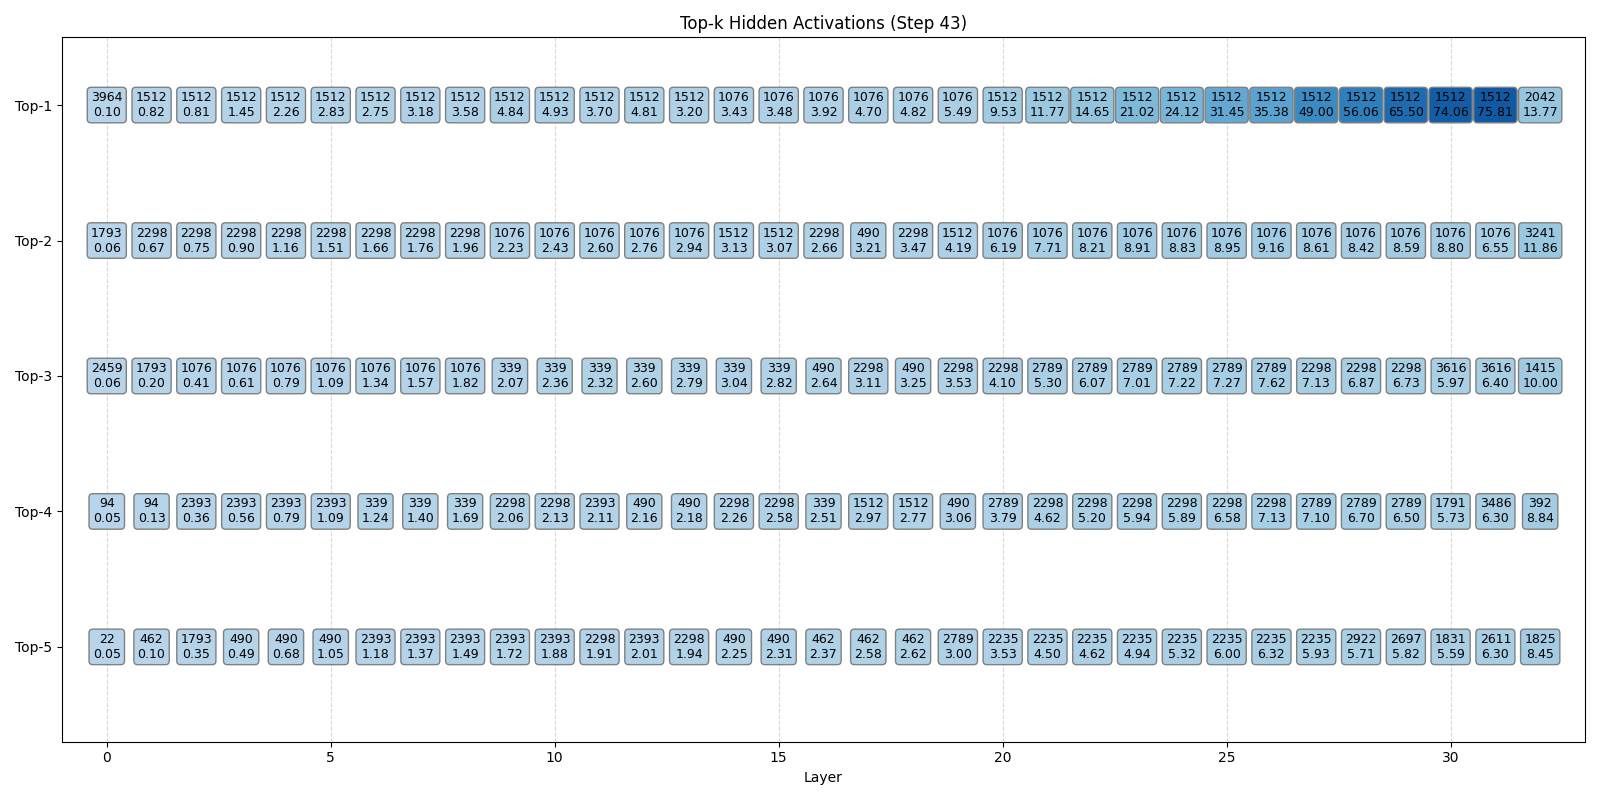 Top-k Hidden Activations (Step 43)
Top-1
3964 1512 1512 1512 1512 1512 1512 1512 1512 1512 1512 1512 1512 1512 1076 1076 1076 1076 1076 1076 1512 1512 1512 1512 1512 1512 1512 1512 1512 1512 1512 1512 2042
0.10 0.82 0.81 1.45 2.26 2.83 2.75 3.18 3.58 4.84 4.93 3.70 4.81 3.20 3.43 3.48 3.92 4.70 4.82 5.49 9.53 11.77 14.65 21.02 24.12 31.45 35.38 49.00 56.06 65.50 74.06 75.81 13.77
Top-2
1793 2298 2298 2298 2298 2298 2298 2298 2298 1076 1076 1076 1076 1076 1512 1512 2298 490 2298 1512 1076 1076 1076 1076 1076 1076 1076 1076 1076 1076 1076 1076 3241
0.06 0.67 0.75 0.90 1.16 1.51 1.66 1.76 1.96 2.23 2.43 2.60 2.76 2.94 3.13 3.07 2.66 3.21 3.47 4.19 6.19 7.71 8.21 8.91 8.83 8.95 9.16 8.61 8.42 8.59 8.80 6.55 11.86
Top-3
2459 1793 1076 1076 1076 1076 1076 1076 1076 339 339 339 339 339 339 339 490 2298 490 2298 2298 2789 2789 2789 2789 2789 2789 2298 2298 2298 3616 3616 1415
0.06 0.20 0.41 0.61 0.79 1.09 1.34 1.57 1.82 2.07 2.36 2.32 2.60 2.79 3.04 2.82 2.64 3.11 3.25 3.53 4.10 5.30 6.07 7.01 7.22 7.27 7.62 7.13 6.87 6.73 5.97 6.40 10.00
Top-4
94 94 2393 2393 2393 2393 339 339 339 2298 2298 2393 490 490 2298 2298 339 1512 1512 490 2789 2298 2298 2298 2298 2298 2298 2789 2789 2789 1791 3486 392
0.05 0.13 0.36 0.56 0.79 1.09 1.24 1.40 1.69 2.06 2.13 2.11 2.16 2.18 2.26 2.58 2.51 2.97 2.77 3.06 3.79 4.62 5.20 5.94 5.89 6.58 7.13 7.10 6.70 6.50 5.73 6.30 8.84
Top-5
22 462 1793 490 490 490 2393 2393 2393 2393 2393 2298 2393 2298 490 490 462 462 462 2789 2235 2235 2235 2235 2235 2235 2235 2235 2922 2697 1831 2611 1825
0.05 0.10 0.35 0.49 0.68 1.05 1.18 1.37 1.49 1.72 1.88 1.91 2.01 1.94 2.25 2.31 2.37 2.58 2.62 3.00 3.53 4.50 4.62 4.94 5.32 6.00 6.32 5.93 5.71 5.82 5.59 6.30 8.45
0 5 10 15 20 25 30
Layer